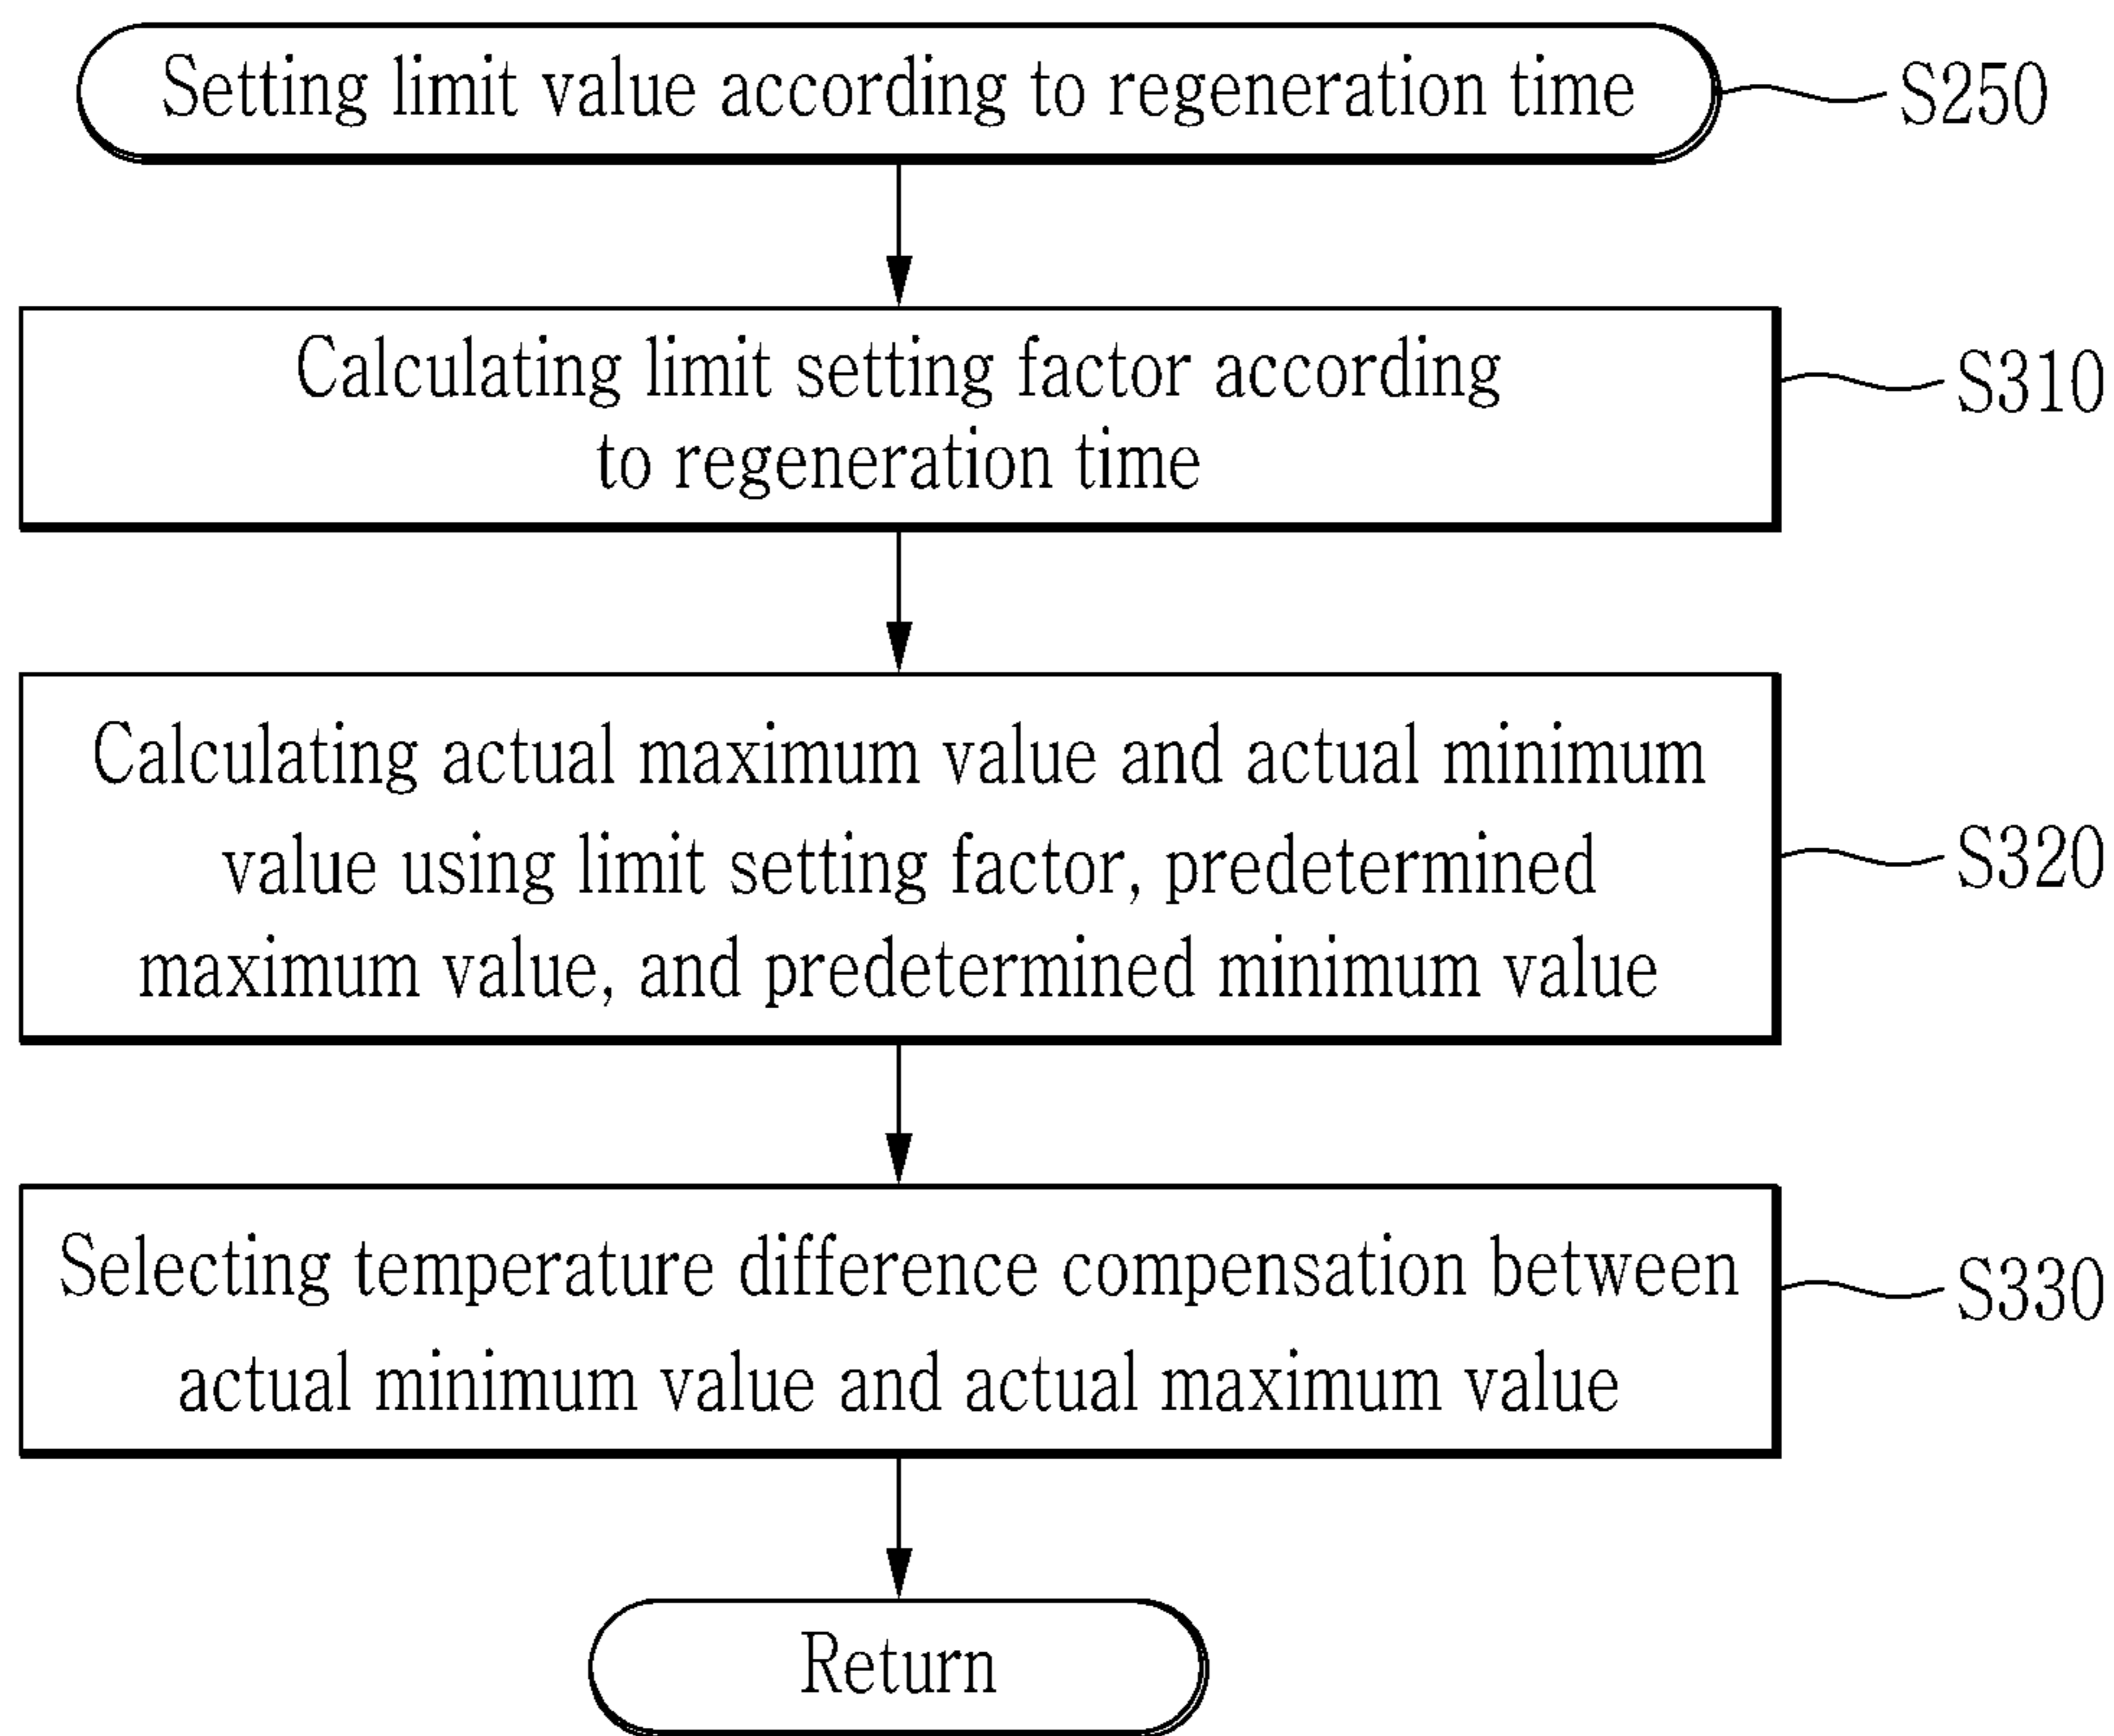 Setting limit value according to regeneration time
S250
Calculating limit setting factor according
to regeneration time
S310
Calculating actual maximum value and actual minimum
value using limit setting factor, predetermined
maximum value, and predetermined minimum value
S320
Selecting temperature difference compensation between
actual minimum value and actual maximum value
S330
Return